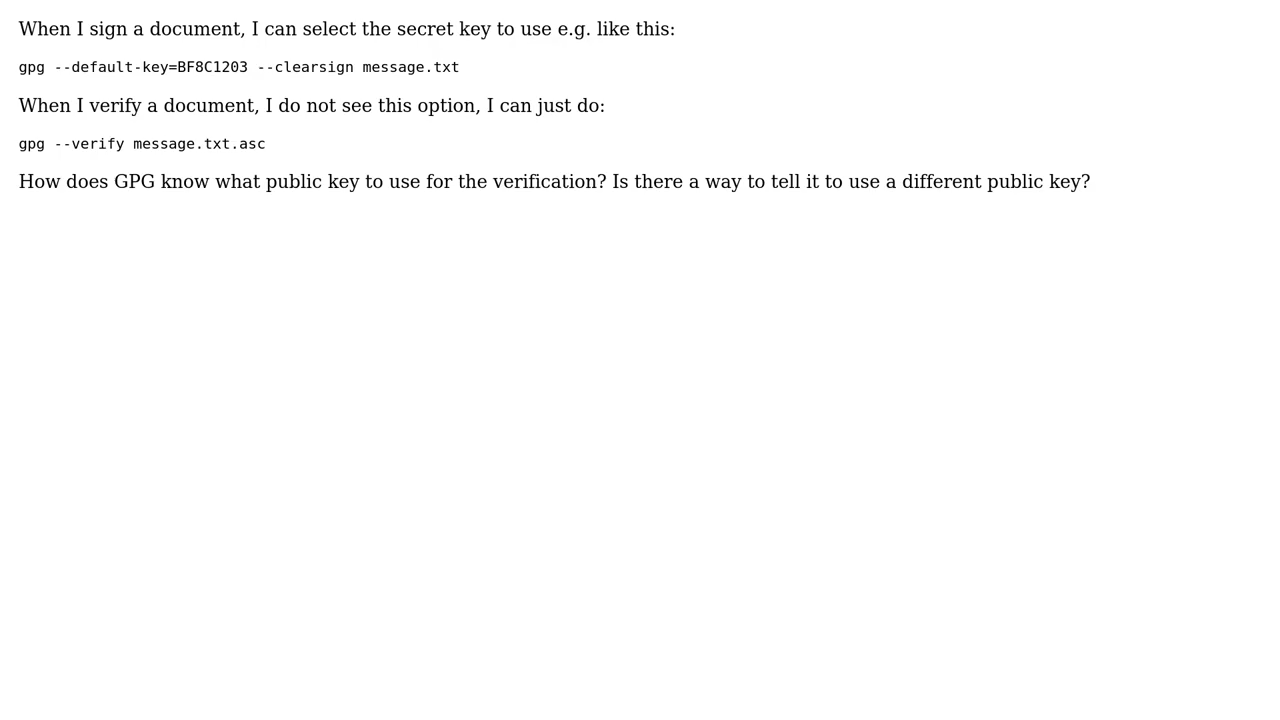 When I sign a document, I can select the secret key to use e.g. like this:
gpg --default-key=BF8C1203 --clearsign message.txt
When I verify a document, I do not see this option, I can just do:
gpg --verify message.txt.asc
How does GPG know what public key to use for the verification? Is there a way to tell it to use a different public key?